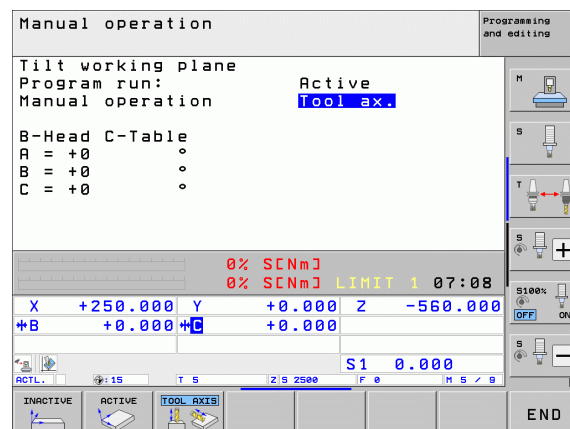 Manual operation
Programming
and editing
Tilt working plane
Program run: Active
Manual operation Tool ax.
B-Head C-Table
A = +0 °
B = +0 °
C = +0 °
0% S[Nm]
0% S[Nm] LIMIT 1 07:08
X +250.000 Y +0.000 Z -560.000
B +0.000 C +0.000
S1 0.000
ACTL. :15 T 5 Z S 2500 F 0 M 5 / 9
INACTIVE ACTIVE TOOL AXIS END
M
S
T
S +
S100%
OFF ON
S −